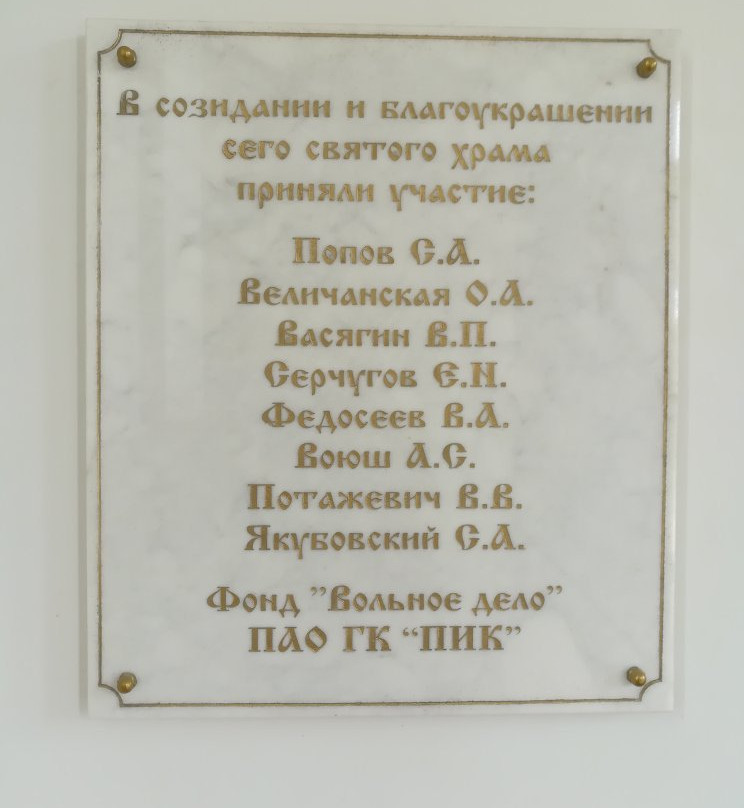 В созидании и благоукрашении
сего святого храма
приняли участие:
Попов С.А.
Величанская О.А.
Васягин В.П.
Серчугов Е.Н.
Федосеев В.А.
Воюш А.С.
Потажевич В.В.
Якубовский С.А.
Фонд ”Вольное дело”
ПАО ГК “ПИК”